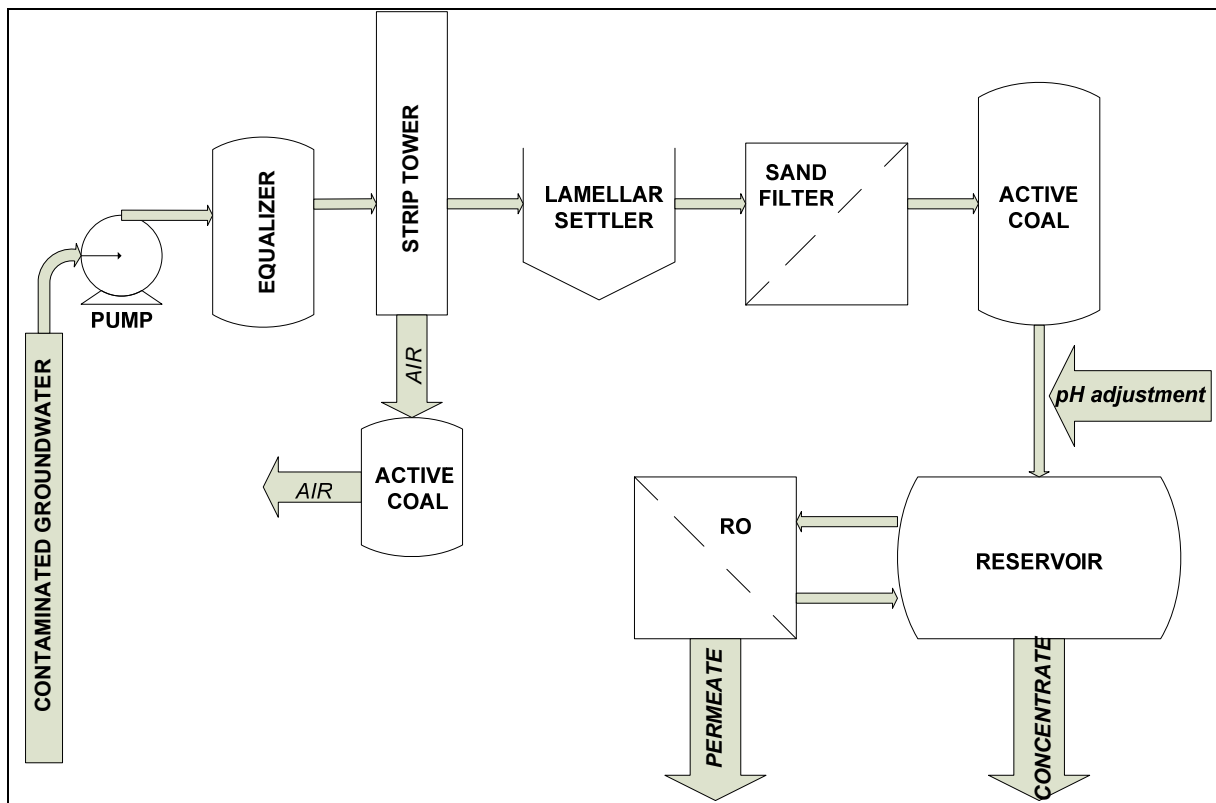 CONTAMINATED GROUNDWATER
PUMP
EQUALIZER
STRIP TOWER
AIR
ACTIVE
COAL
AIR
LAMELLAR
SETTLER
SAND
FILTER
ACTIVE
COAL
pH adjustment
RESERVOIR
RO
PERMEATE
CONCENTRATE